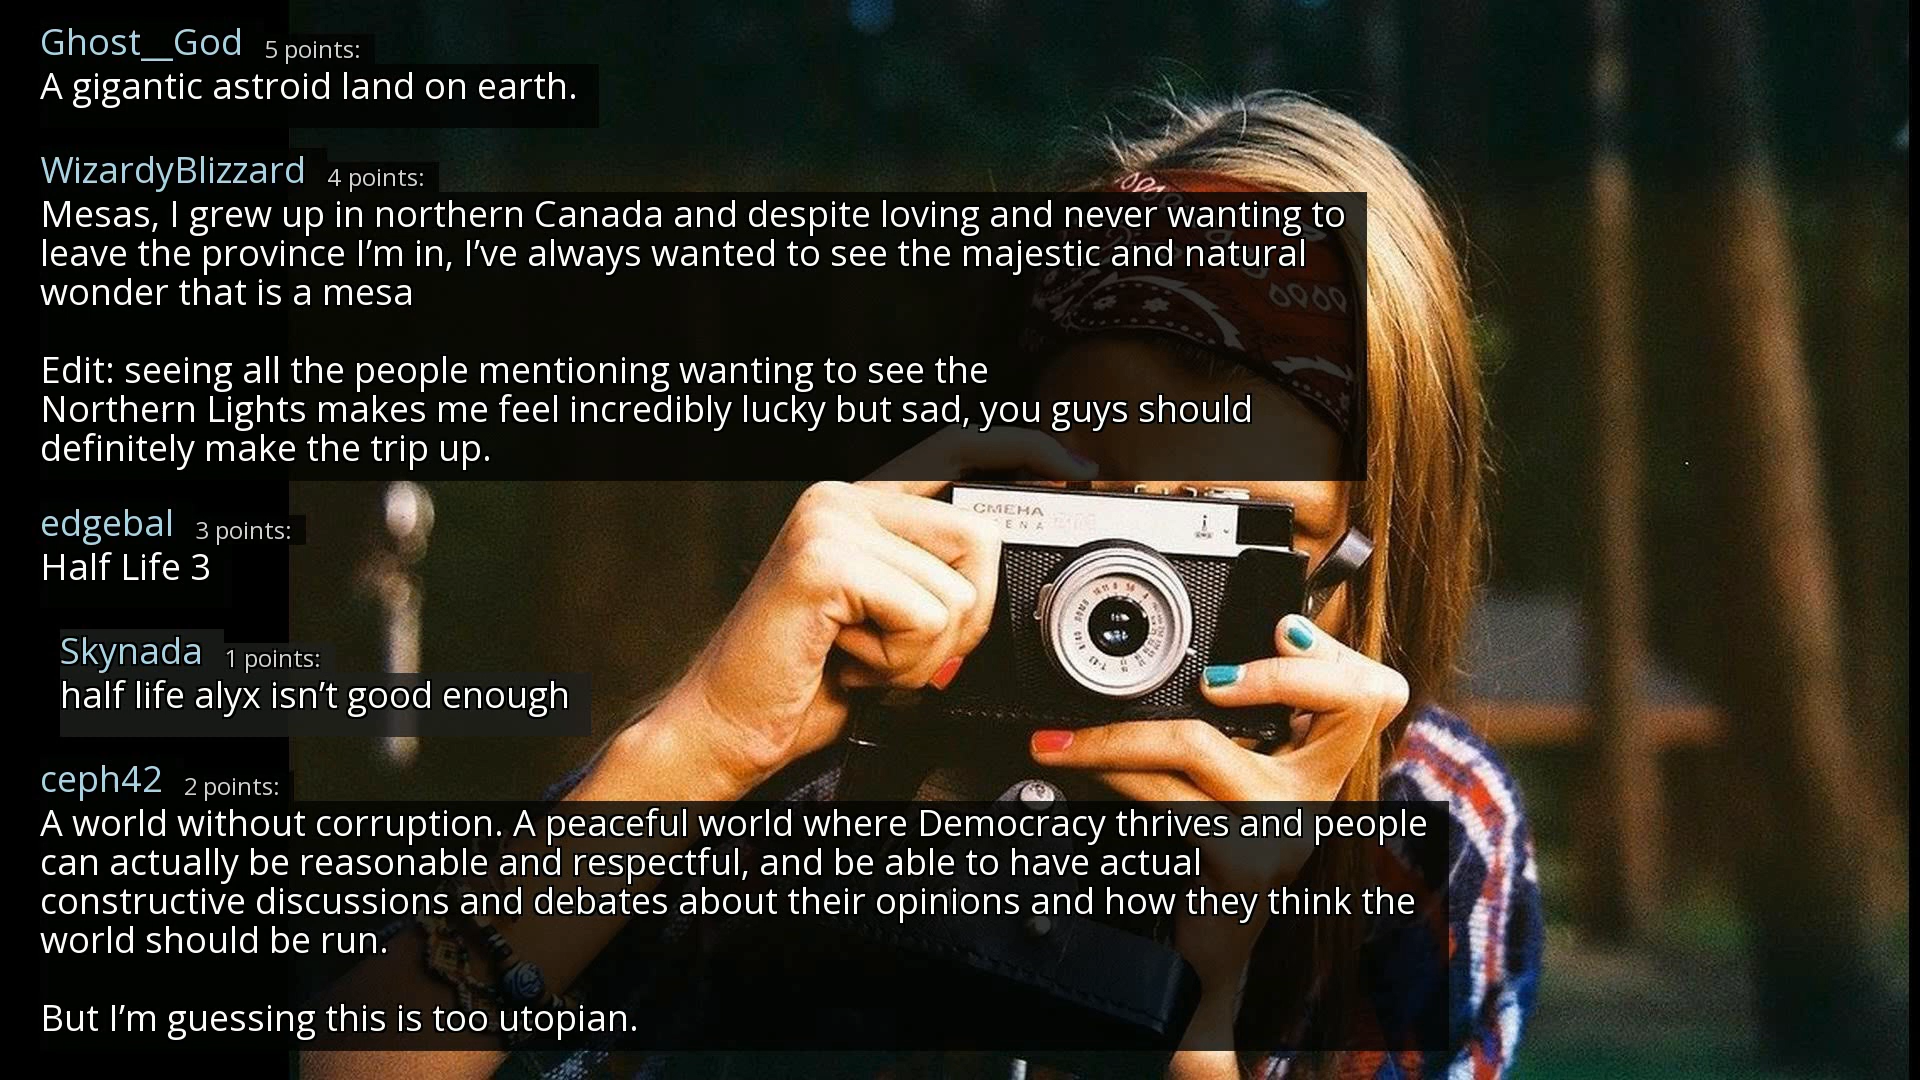 Ghost__God 5 points:
A gigantic astroid land on earth.
WizardyBlizzard 4 points:
Mesas, I grew up in northern Canada and despite loving and never wanting to
leave the province I’m in, I’ve always wanted to see the majestic and natural
wonder that is a mesa
Edit: seeing all the people mentioning wanting to see the
Northern Lights makes me feel incredibly lucky but sad, you guys should
definitely make the trip up.
edgebal 3 points:
Half Life 3
Skynada 1 points:
half life alyx isn’t good enough
ceph42 2 points:
A world without corruption. A peaceful world where Democracy thrives and people
can actually be reasonable and respectful, and be able to have actual
constructive discussions and debates about their opinions and how they think the
world should be run.
But I’m guessing this is too utopian.
СМЕНА